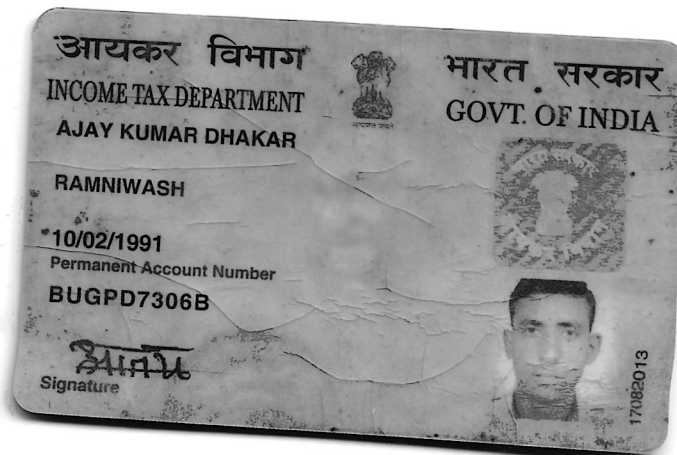 आयकर विभाग
भारत सरकार
INCOME TAX DEPARTMENT
GOVT. OF INDIA
AJAY KUMAR DHAKAR
RAMNIWASH
10/02/1991
Permanent Account Number
BUGPD7306B
Signature
17082013